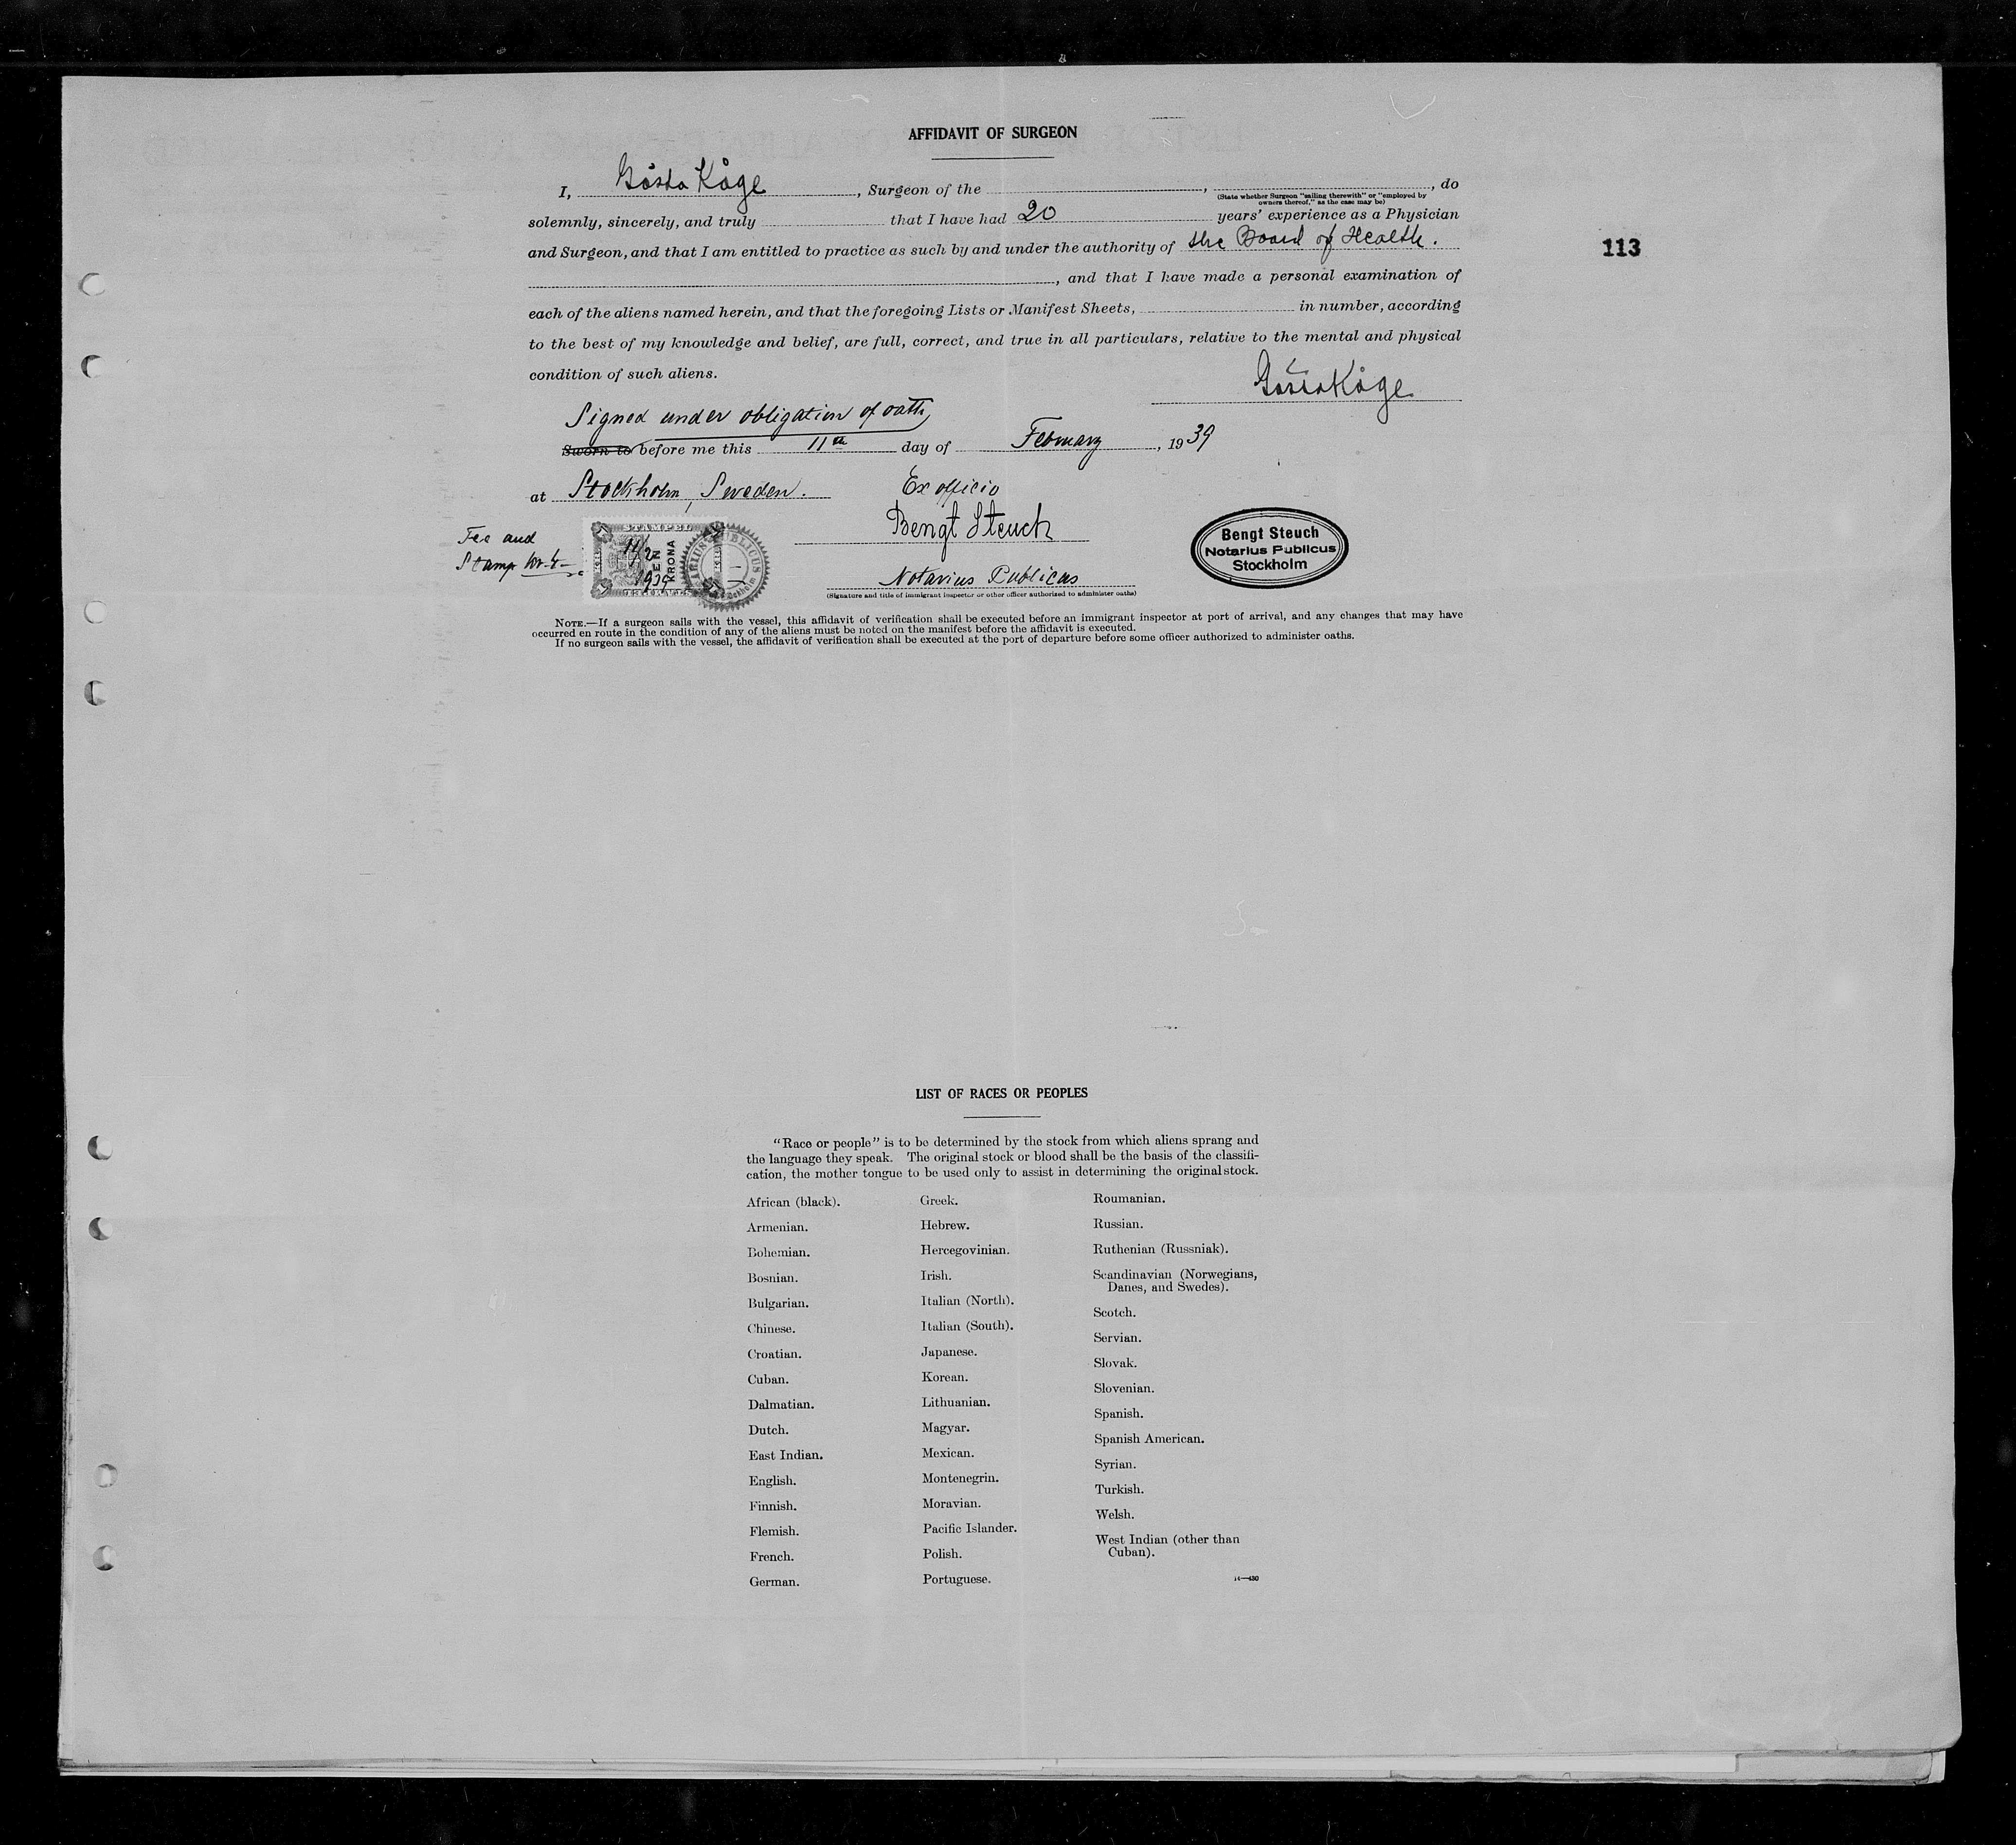 AFFIDAVIT OF SURGEON
I, Gösta Kåge, Surgeon of the , , do
(State whether Surgeon "sailing therewith" or "employed by
owners thereof," as the case may be)
solemnly, sincerely, and truly that I have had 20 years' experience as a Physician
and Surgeon, and that I am entitled to practice as such by and under the authority of the Board of Health.
113
, and that I have made a personal examination of
each of the aliens named herein, and that the foregoing Lists or Manifest Sheets, in number, according
to the best of my knowledge and belief, are full, correct, and true in all particulars, relative to the mental and physical
condition of such aliens.
Gösta Kåge
Signed under obligation of oath,
Sworn to before me this 11th day of February, 1939
at Stockholm, Sweden. Ex officio
Bengt Steuch
Fee and
Stamp kr. 4-
STAMPEL
11/2
1939
EN
KRONA
NOTARIUS PUBLICUS
STOCKHOLM
Bengt Steuch
Notarius Publicus
Stockholm
Notarius Publicus
(Signature and title of immigrant inspector or other officer authorized to administer oaths)
NOTE.—If a surgeon sails with the vessel, this affidavit of verification shall be executed before an immigrant inspector at port of arrival, and any changes that may have
occurred en route in the condition of any of the aliens must be noted on the manifest before the affidavit is executed.
If no surgeon sails with the vessel, the affidavit of verification shall be executed at the port of departure before some officer authorized to administer oaths.
LIST OF RACES OR PEOPLES
"Race or people" is to be determined by the stock from which aliens sprang and
the language they speak. The original stock or blood shall be the basis of the classifi-
cation, the mother tongue to be used only to assist in determining the original stock.
African (black).
Armenian.
Bohemian.
Bosnian.
Bulgarian.
Chinese.
Croatian.
Cuban.
Dalmatian.
Dutch.
East Indian.
English.
Finnish.
Flemish.
French.
German.
Greek.
Hebrew.
Hercegovinian.
Irish.
Italian (North).
Italian (South).
Japanese.
Korean.
Lithuanian.
Magyar.
Mexican.
Montenegrin.
Moravian.
Pacific Islander.
Polish.
Portuguese.
Roumanian.
Russian.
Ruthenian (Russniak).
Scandinavian (Norwegians,
Danes, and Swedes).
Scotch.
Servian.
Slovak.
Slovenian.
Spanish.
Spanish American.
Syrian.
Turkish.
Welsh.
West Indian (other than
Cuban).